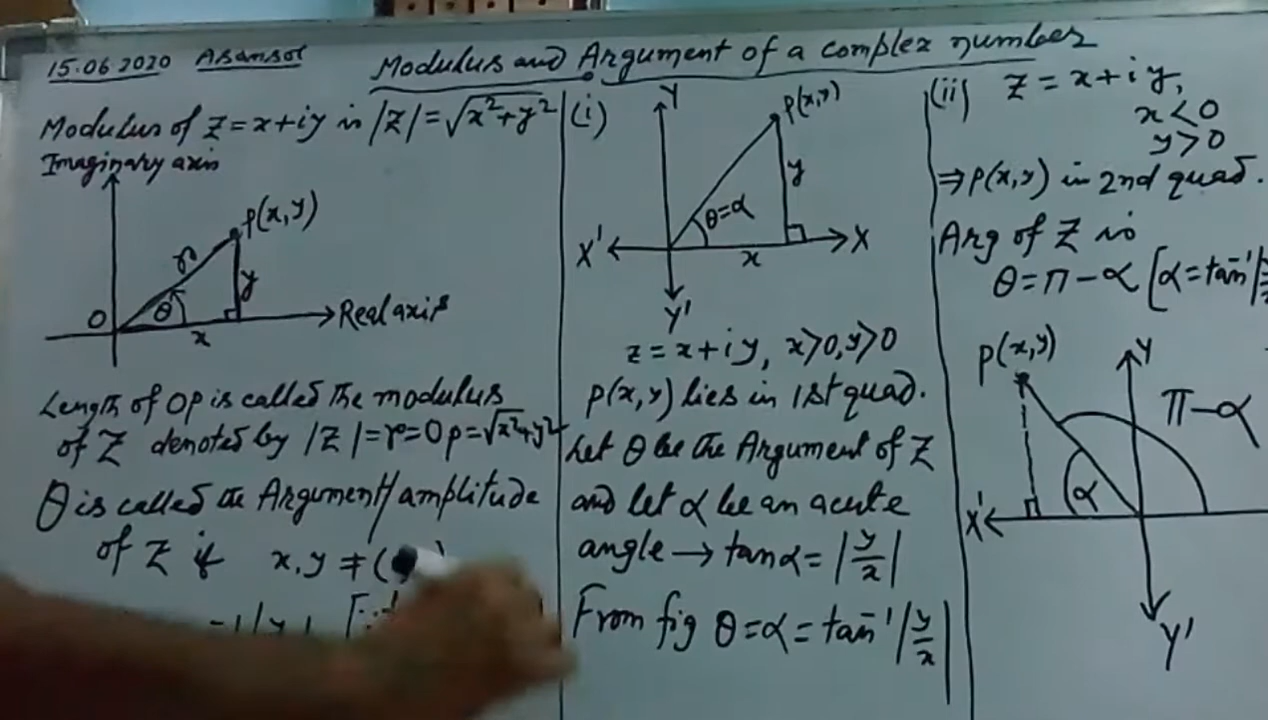 15.06 2020 Asansol
Modulus and Argument of a complex number
Modulus of z = x+iy is |z| = √x²+y²
Imaginary axis
P(x,y)
r
y
θ
O
x
Real axis
Length of OP is called the modulus
of Z denoted by |Z| = r = OP = √x²+y²
θ is called the Argument/amplitude
of Z if x,y ≠ (
(i)
Y
P(x,y)
y
θ=α
X'
X
x
Y'
z = x+iy, x>0, y>0
P(x,y) lies in 1st quad.
Let θ be the Argument of Z
and let α be an acute
angle → tanα = |y/x|
From fig θ = α = tan⁻¹|y/x|
(ii) z = x+iy,
x<0
y>0
⇒ P(x,y) in 2nd quad.
Arg of Z is
θ = π - α [α = tan⁻¹|
P(x,y)
Y
π-α
α
X'
Y'